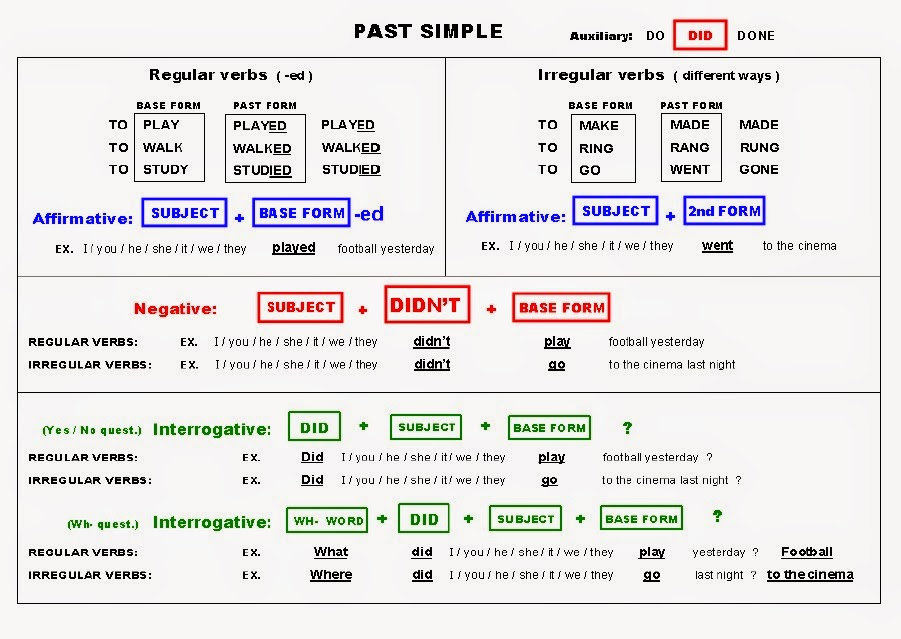 PAST SIMPLE
Auxiliary: DO DID DONE
Regular verbs ( -ed )
BASE FORM PAST FORM
TO PLAY PLAYED PLAYED
TO WALK WALKED WALKED
TO STUDY STUDIED STUDIED
Affirmative: SUBJECT + BASE FORM -ed
EX. I / you / he / she / it / we / they played football yesterday
Irregular verbs ( different ways )
BASE FORM PAST FORM
TO MAKE MADE MADE
TO RING RANG RUNG
TO GO WENT GONE
Affirmative: SUBJECT + 2nd FORM
EX. I / you / he / she / it / we / they went to the cinema
Negative: SUBJECT + DIDN'T + BASE FORM
REGULAR VERBS: EX. I / you / he / she / it / we / they didn't play football yesterday
IRREGULAR VERBS: EX. I / you / he / she / it / we / they didn't go to the cinema last night
(Yes / No quest.) Interrogative: DID + SUBJECT + BASE FORM ?
REGULAR VERBS: EX. Did I / you / he / she / it / we / they play football yesterday ?
IRREGULAR VERBS: EX. Did I / you / he / she / it / we / they go to the cinema last night ?
(Wh- quest.) Interrogative: WH- WORD + DID + SUBJECT + BASE FORM ?
REGULAR VERBS: EX. What did I / you / he / she / it / we / they play yesterday ? Football
IRREGULAR VERBS: EX. Where did I / you / he / she / it / we / they go last night ? to the cinema